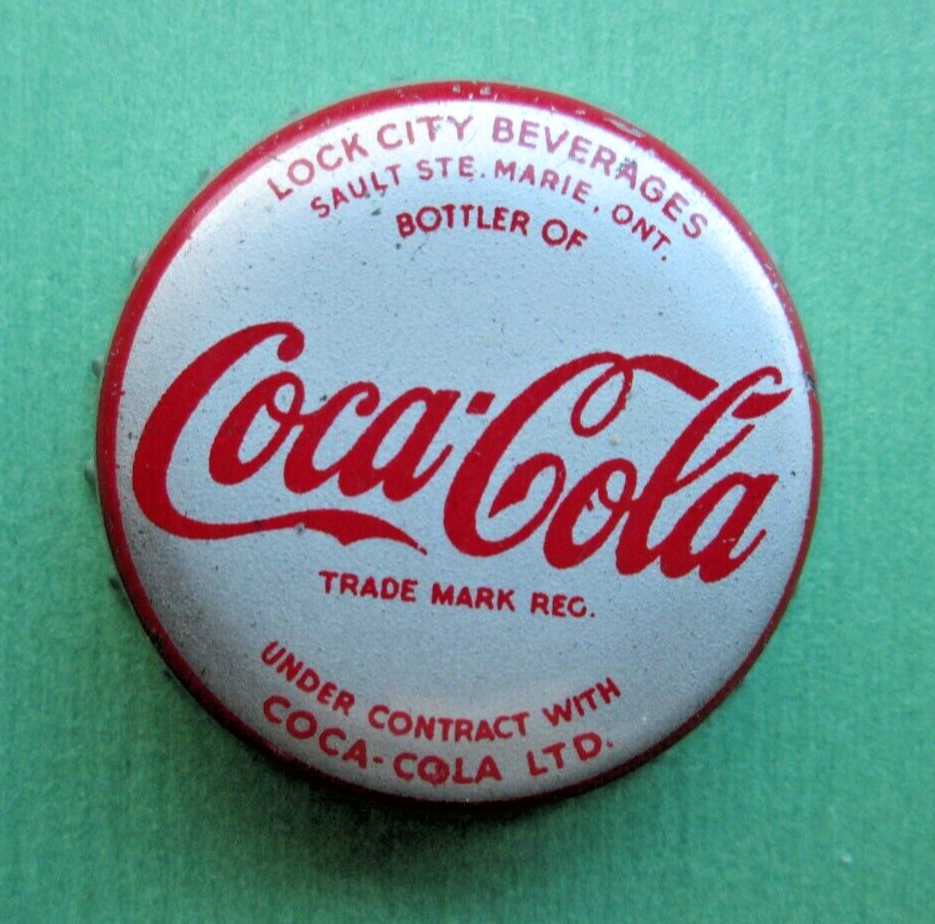 LOCK CITY BEVERAGES
SAULT STE. MARIE, ONT.
BOTTLER OF
Coca-Cola
TRADE MARK REG.
UNDER CONTRACT WITH
COCA-COLA LTD.